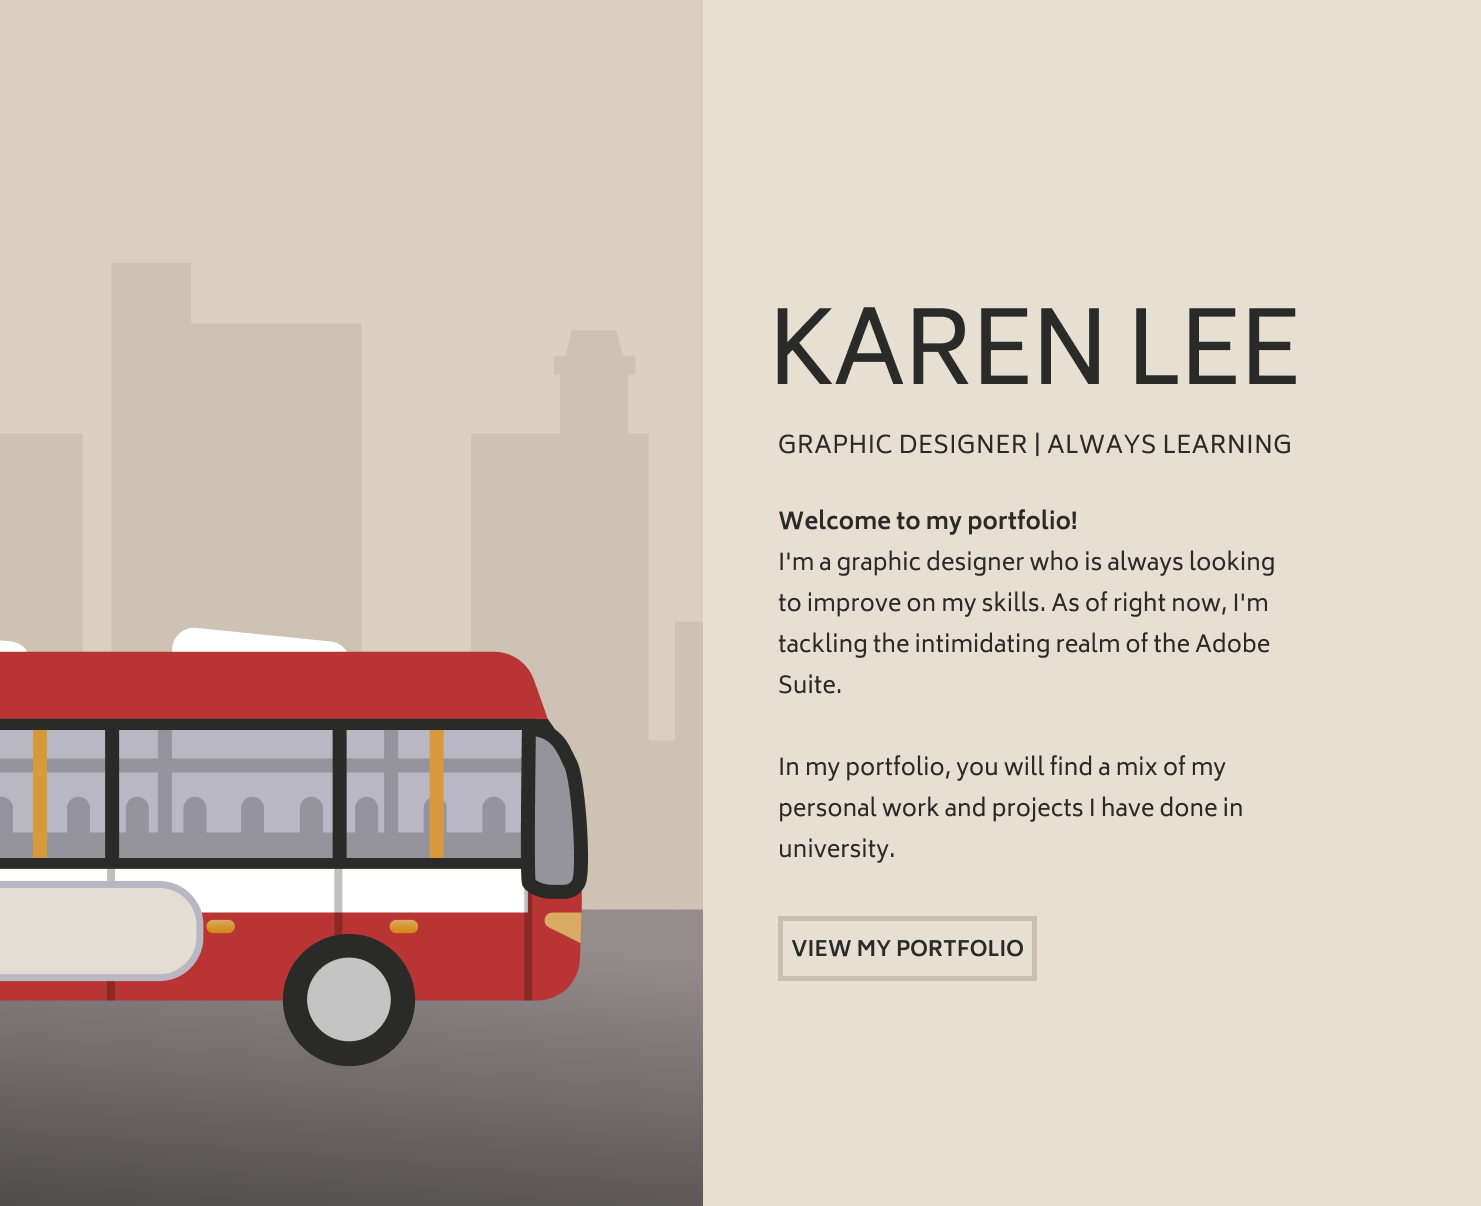 KAREN LEE
GRAPHIC DESIGNER | ALWAYS LEARNING
Welcome to my portfolio!
I'm a graphic designer who is always looking
to improve on my skills. As of right now, I'm
tackling the intimidating realm of the Adobe
Suite.
In my portfolio, you will find a mix of my
personal work and projects I have done in
university.
VIEW MY PORTFOLIO